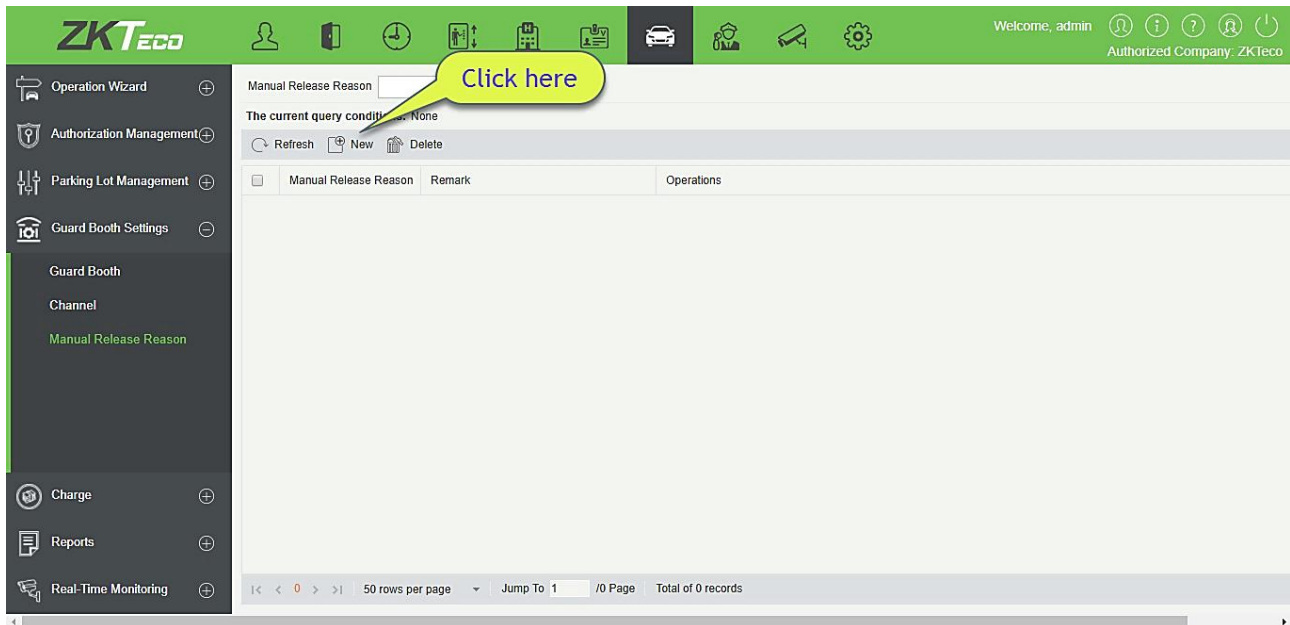 ZKTeco
Welcome, admin
Authorized Company: ZKTeco
Operation Wizard
Authorization Management
Parking Lot Management
Guard Booth Settings
Guard Booth
Channel
Manual Release Reason
Charge
Reports
Real-Time Monitoring
Manual Release Reason
Click here
The current query None
Refresh New Delete
Manual Release Reason Remark Operations
|< < 0 > >| 50 rows per page Jump To 1 /0 Page Total of 0 records